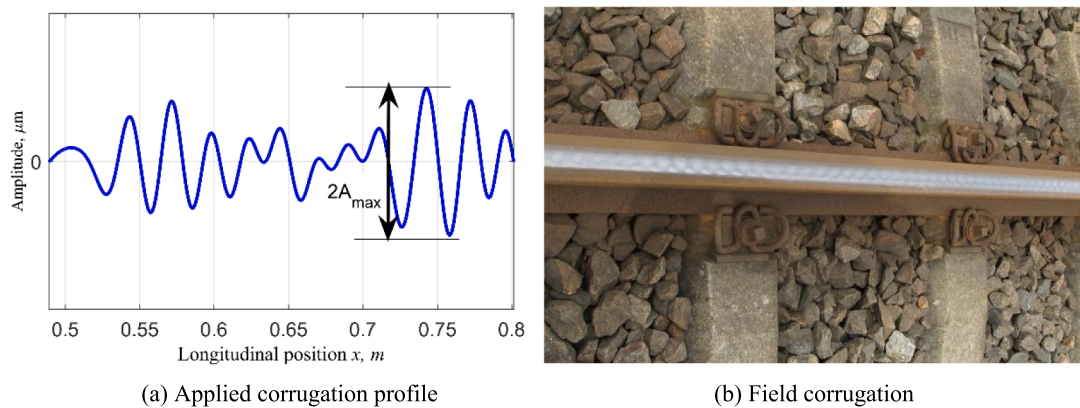 Amplitude, μm
0
2Amax
0.5 0.55 0.6 0.65 0.7 0.75 0.8
Longitudinal position x, m
(a) Applied corrugation profile
(b) Field corrugation